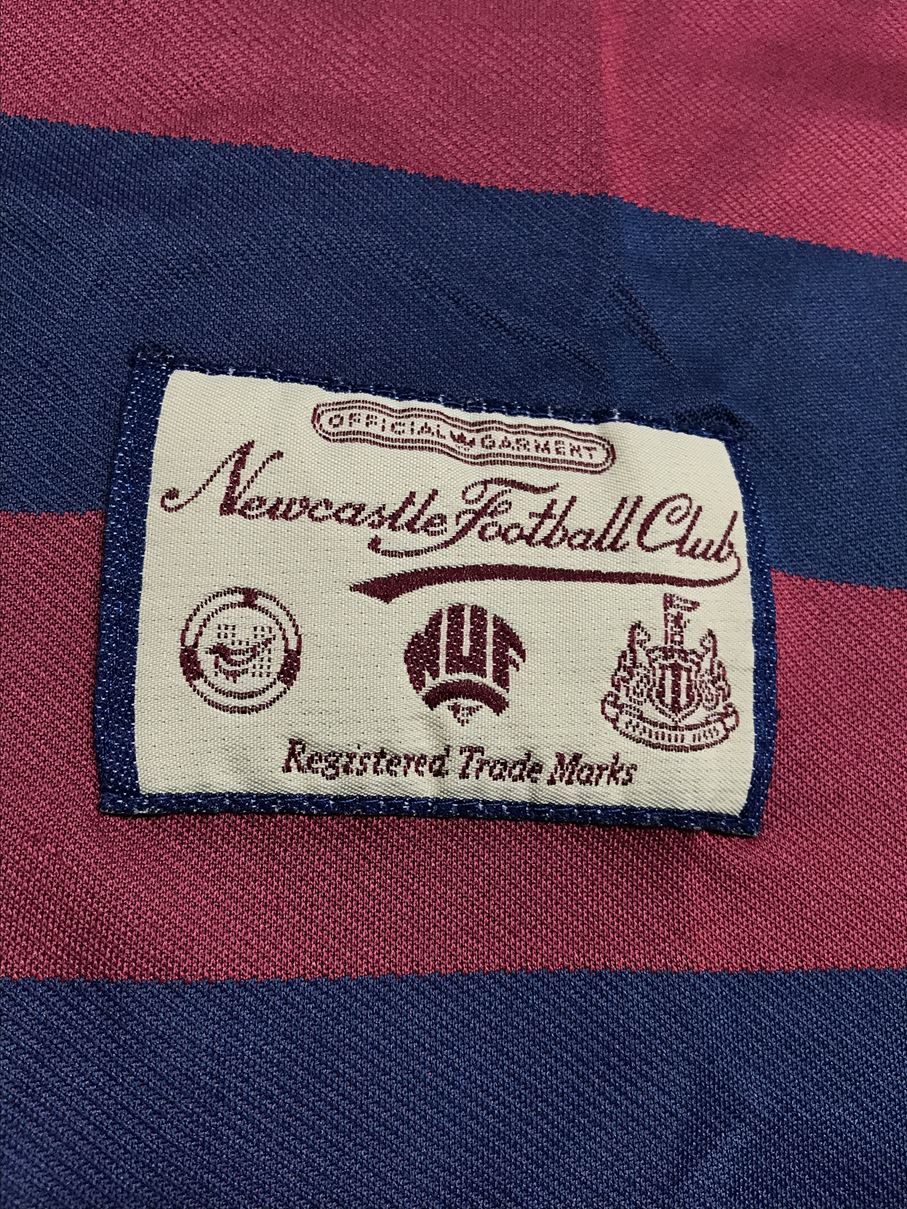 OFFICIAL GARMENT
Newcastle Football Club
NUF
Registered Trade Marks